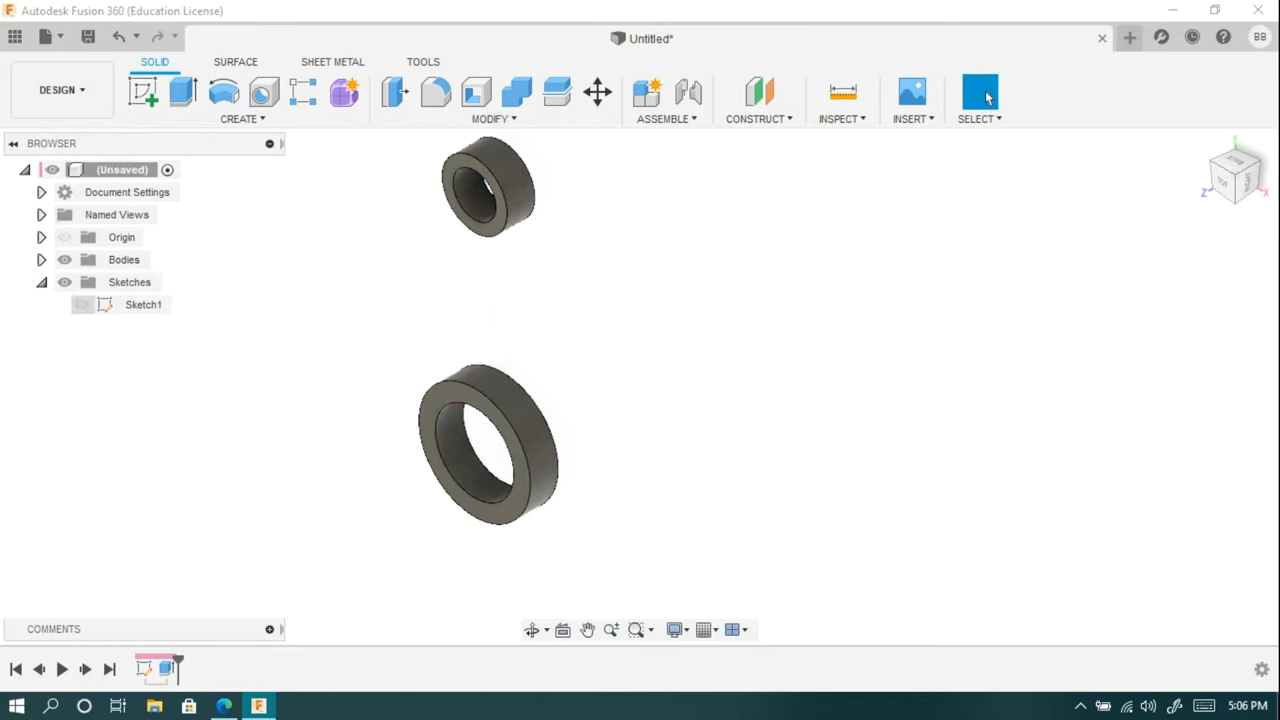 Autodesk Fusion 360 (Education License)
Untitled*
BB
SOLID SURFACE SHEET METAL TOOLS
DESIGN
CREATE MODIFY ASSEMBLE CONSTRUCT INSPECT INSERT SELECT
BROWSER
(Unsaved)
Document Settings
Named Views
Origin
Bodies
Sketches
Sketch1
Z
X
COMMENTS
5:06 PM